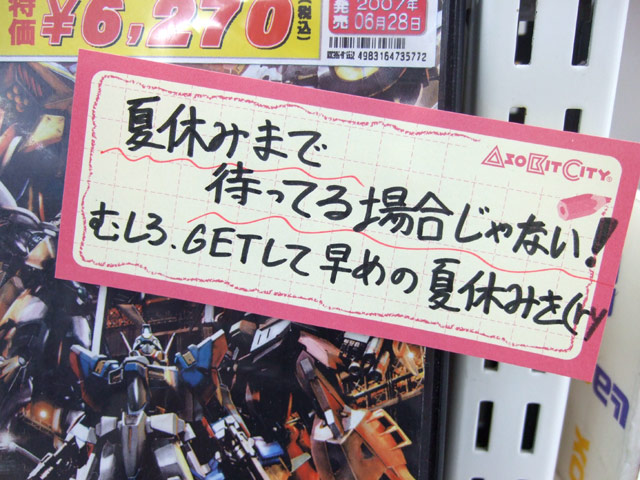 特価
¥6,270
(税込)
発売
2007年
06月28日
4983164735772
夏休みまで
ASOBITCITY
待ってる場合じゃない!
むしろ、GETして早めの夏休みを(ry